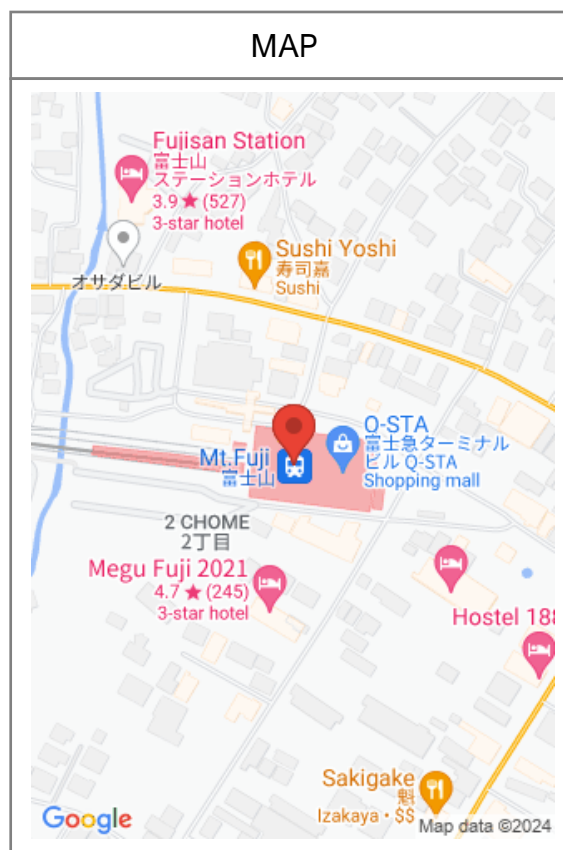 MAP
Fujisan Station
富士山
ステーションホテル
3.9 ★ (527)
3-star hotel
オサダビル
Sushi Yoshi
寿司嘉
Sushi
Q-STA
富士急ターミナル
ビル Q-STA
Shopping mall
Mt.Fuji
富士山
2 CHOME
2丁目
Megu Fuji 2021
4.7 ★ (245)
3-star hotel
Hostel 188
Sakigake
魁
Izakaya · $$
Google
Map data ©2024